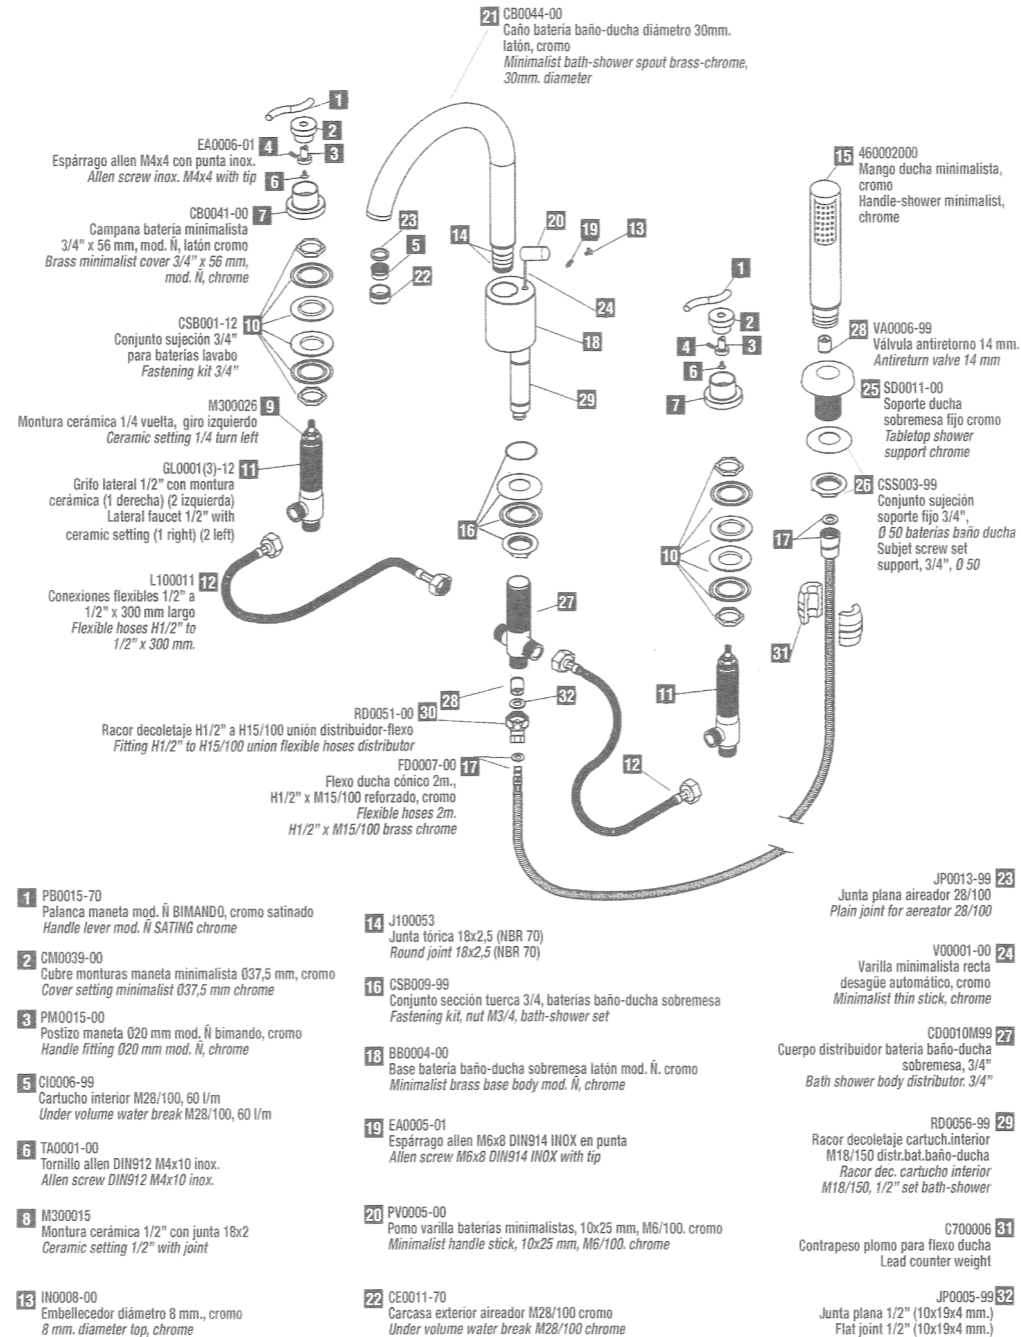 21 CB0044-00
Caño batería baño-ducha diámetro 30mm.
latón, cromo
Minimalist bath-shower spout brass-chrome,
30mm. diameter
1
2
EA0006-01 4
3
Espárrago allen M4x4 con punta inox.
Allen screw inox. M4x4 with tip
6
CB0041-00 7
Campana batería minimalista
3/4" x 56 mm, mod. Ñ, latón cromo
Brass minimalist cover 3/4" x 56 mm,
mod. Ñ, chrome
CSB001-12
10
Conjunto sujeción 3/4"
para baterías lavabo
Fastening kit 3/4"
M300026 9
Montura cerámica 1/4 vuelta, giro izquierdo
Ceramic setting 1/4 turn left
GL0001(3)-12 11
Grifo lateral 1/2" con montura
cerámica (1 derecha) (2 izquierda)
Lateral faucet 1/2" with
ceramic setting (1 right) (2 left)
L100011 12
Conexiones flexibles 1/2" a
1/2" x 300 mm largo
Flexible hoses H1/2" to
1/2" x 300 mm.
23
5
22
14
20
19
13
24
18
29
16
27
28
32
RD0051-00 30
Racor decoletaje H1/2" a H15/100 unión distribuidor-flexo
Fitting H1/2" to H15/100 union flexible hoses distributor
FD0007-00 17
Flexo ducha cónico 2m.,
H1/2" x M15/100 reforzado, cromo
Flexible hoses 2m.
H1/2" x M15/100 brass chrome
1
2
4
3
6
7
10
11
12
15 460002000
Mango ducha minimalista,
cromo
Handle-shower minimalist,
chrome
28 VA0006-99
Válvula antiretorno 14 mm.
Antireturn valve 14 mm
25 SD0011-00
Soporte ducha
sobremesa fijo cromo
Tabletop shower
support chrome
26 CSS003-99
Conjunto sujeción
soporte fijo 3/4",
Ø 50 baterías baño ducha
Subjet screw set
support, 3/4", Ø 50
17
31
1 PB0015-70
Palanca maneta mod. Ñ BIMANDO, cromo satinado
Handle lever mod. Ñ SATING chrome
2 CM0039-00
Cubre monturas maneta minimalista Ø37,5 mm, cromo
Cover setting minimalist Ø37,5 mm chrome
3 PM0015-00
Postizo maneta Ø20 mm mod. Ñ bimando, cromo
Handle fitting Ø20 mm mod. Ñ, chrome
5 CI0006-99
Cartucho interior M28/100, 60 l/m
Under volume water break M28/100, 60 l/m
6 TA0001-00
Tornillo allen DIN912 M4x10 inox.
Allen screw DIN912 M4x10 inox.
8 M300015
Montura cerámica 1/2" con junta 18x2
Ceramic setting 1/2" with joint
13 IN0008-00
Embellecedor diámetro 8 mm., cromo
8 mm. diameter top, chrome
14 J100053
Junta tórica 18x2,5 (NBR 70)
Round joint 18x2,5 (NBR 70)
16 CSB009-99
Conjunto sección tuerca 3/4, baterías baño-ducha sobremesa
Fastening kit, nut M3/4, bath-shower set
18 BB0004-00
Base batería baño-ducha sobremesa latón mod. Ñ. cromo
Minimalist brass base body mod. Ñ, chrome
19 EA0005-01
Espárrago allen M6x8 DIN914 INOX en punta
Allen screw M6x8 DIN914 INOX with tip
20 PV0005-00
Pomo varilla baterías minimalistas, 10x25 mm, M6/100. cromo
Minimalist handle stick, 10x25 mm, M6/100. chrome
22 CE0011-70
Carcasa exterior aireador M28/100 cromo
Under volume water break M28/100 chrome
JP0013-99 23
Junta plana aireador 28/100
Plain joint for aereator 28/100
V00001-00 24
Varilla minimalista recta
desagüe automático, cromo
Minimalist thin stick, chrome
CD0010M99 27
Cuerpo distribuidor batería baño-ducha
sobremesa, 3/4"
Bath shower body distributor. 3/4"
RD0056-99 29
Racor decoletaje cartuch.interior
M18/150 distr.bat.baño-ducha
Racor dec. cartucho interior
M18/150, 1/2" set bath-shower
C700006 31
Contrapeso plomo para flexo ducha
Lead counter weight
JP0005-99 32
Junta plana 1/2" (10x19x4 mm.)
Flat joint 1/2" (10x19x4 mm.)